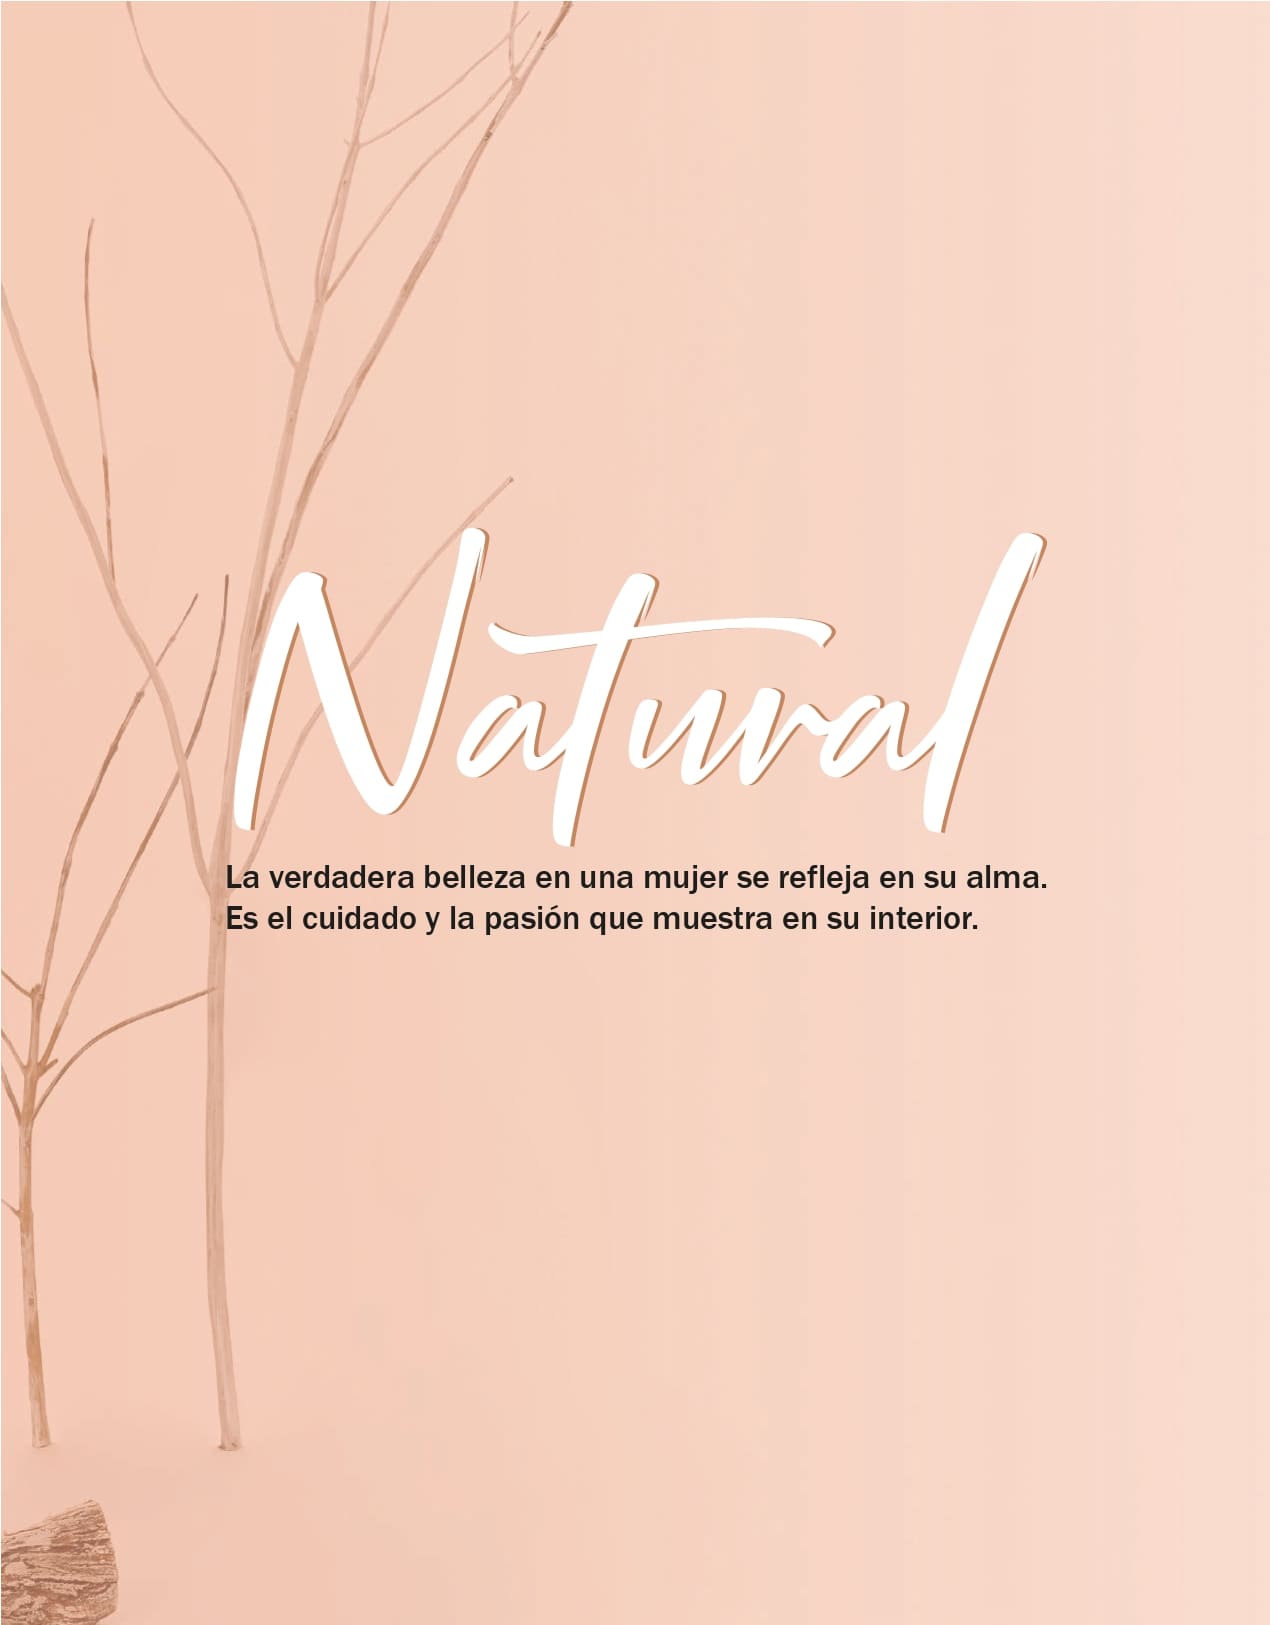 Natural
La verdadera belleza en una mujer se refleja en su alma.
Es el cuidado y la pasión que muestra en su interior.